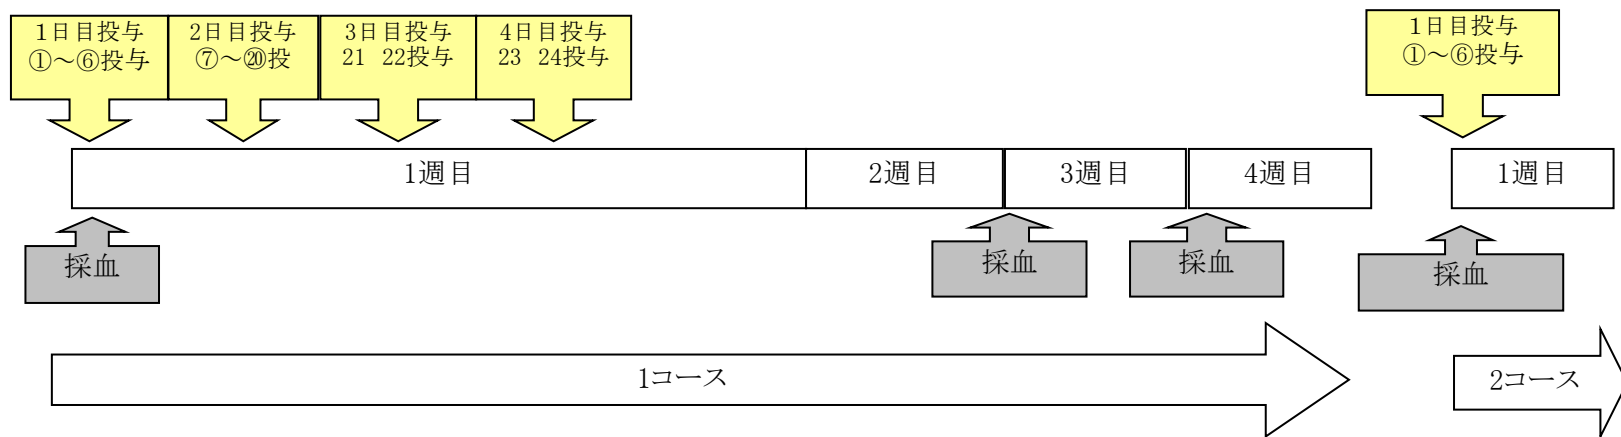 1日目投与
①～⑥投与
2日目投与
⑦～⑳投
3日目投与
21 22投与
4日目投与
23 24投与
1日目投与
①～⑥投与
1週目
2週目
3週目
4週目
1週目
採血
採血
採血
採血
1コース
2コース